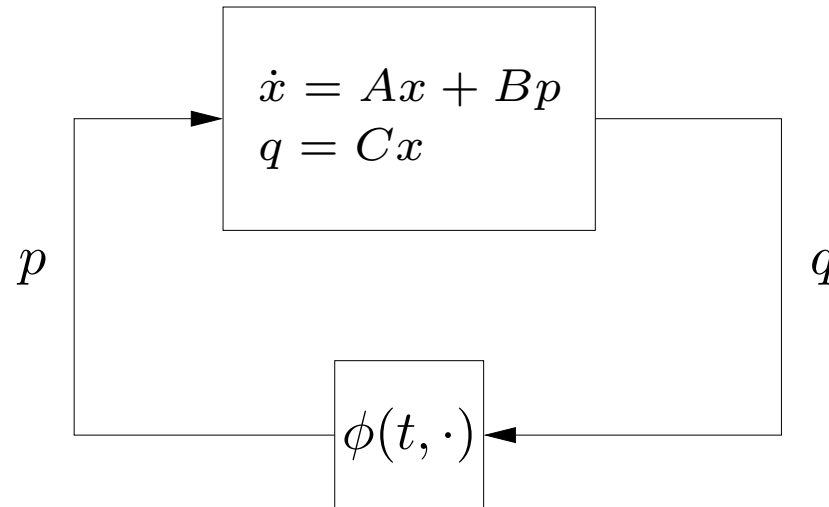 ẋ = Ax + Bp
q = Cx
p
q
ϕ(t, ·)